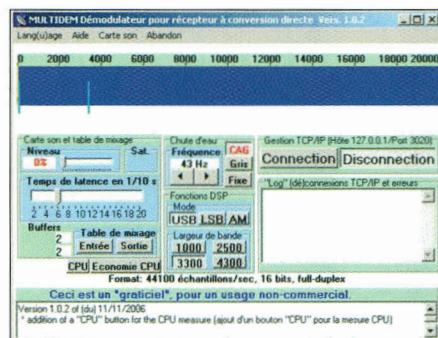 MULTIDEM Démodulateur pour récepteur à conversion directe Vers. 1.0.2
Lang(u)age Aide Carte son Abandon
0 2000 4000 6000 8000 10000 12000 14000 16000 18000 20000
Carte son et table de mixage
Niveau Sat.
0%
Temps de latence en 1/10 s
2 4 6 8 10 12 14 16 18 20
Buffers
2
2
Table de mixage
Entrée Sortie
CPU Economie CPU
Chute d'eau
Fréquence CAG
43 Hz Gris
Fixe
Fonctions DSP
Mode
USB LSB AM
Largeur de bande
1000 2500
3300 4300
Gestion TCP/IP (Hôte 127.0.0.1/Port 3020)
Connection Disconnection
"Log" (dé)connexions TCP/IP et erreurs
Format: 44100 échantillons/sec, 16 bits, full-duplex
Ceci est un "graticiel", pour un usage non-commercial.
Version 1.0.2 of (du) 11/11/2006
* addition of a "CPU" button for the CPU measure (ajout d'un bouton "CPU" pour la mesure CPU)